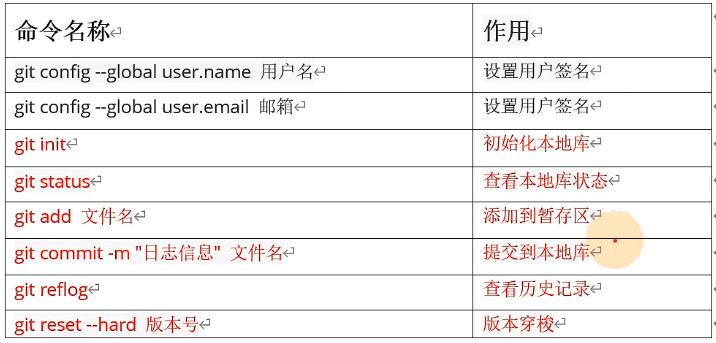 命令名称 作用
git config --global user.name 用户名 设置用户签名
git config --global user.email 邮箱 设置用户签名
git init 初始化本地库
git status 查看本地库状态
git add 文件名 添加到暂存区
git commit -m "日志信息" 文件名 提交到本地库
git reflog 查看历史记录
git reset --hard 版本号 版本穿梭